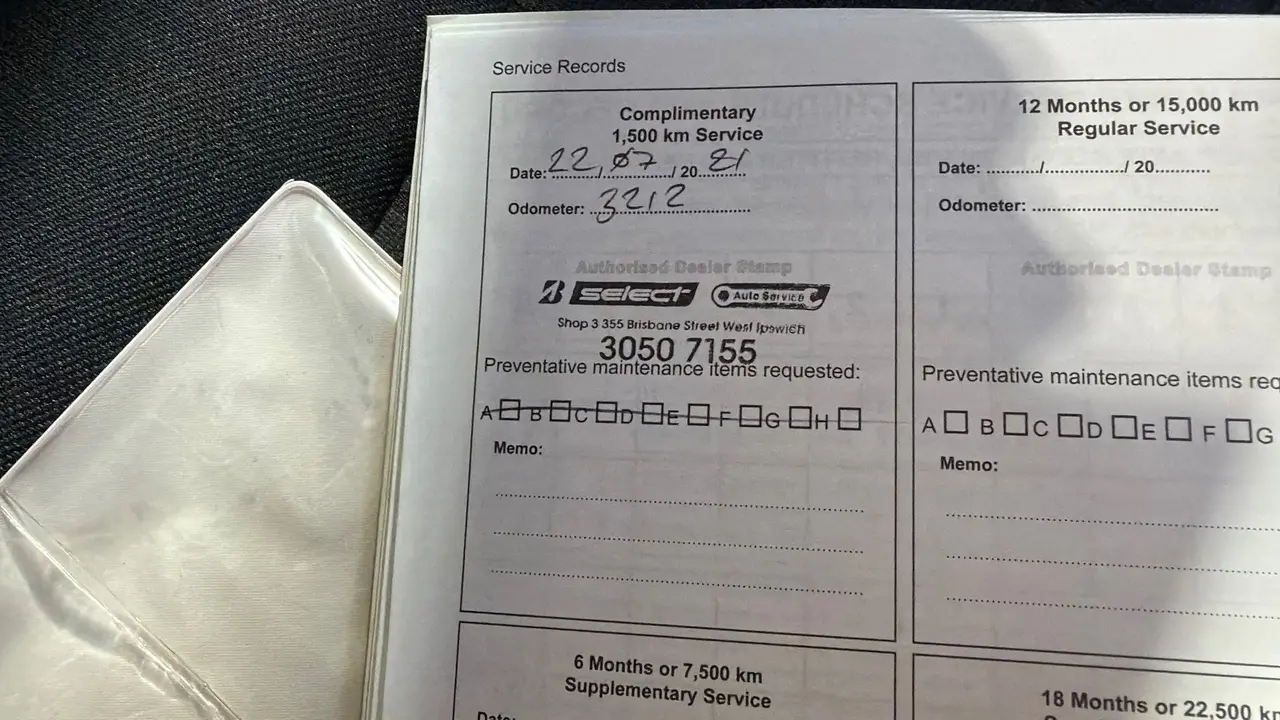 Service Records
Complimentary
1,500 km Service
Date: 22, 07 / 20 21
Odometer: 3212
Authorised Dealer Stamp
B select Auto Service
Shop 3 355 Brisbane Street West Ipswich
3050 7155
Preventative maintenance items requested:
A B C D E F G H
Memo:
12 Months or 15,000 km
Regular Service
Date: ........../................/ 20...........
Odometer: .....................................
Authorised Dealer Stamp
Preventative maintenance items req
A B C D E F G
Memo:
6 Months or 7,500 km
Supplementary Service
Date:
18 Months or 22,500 km